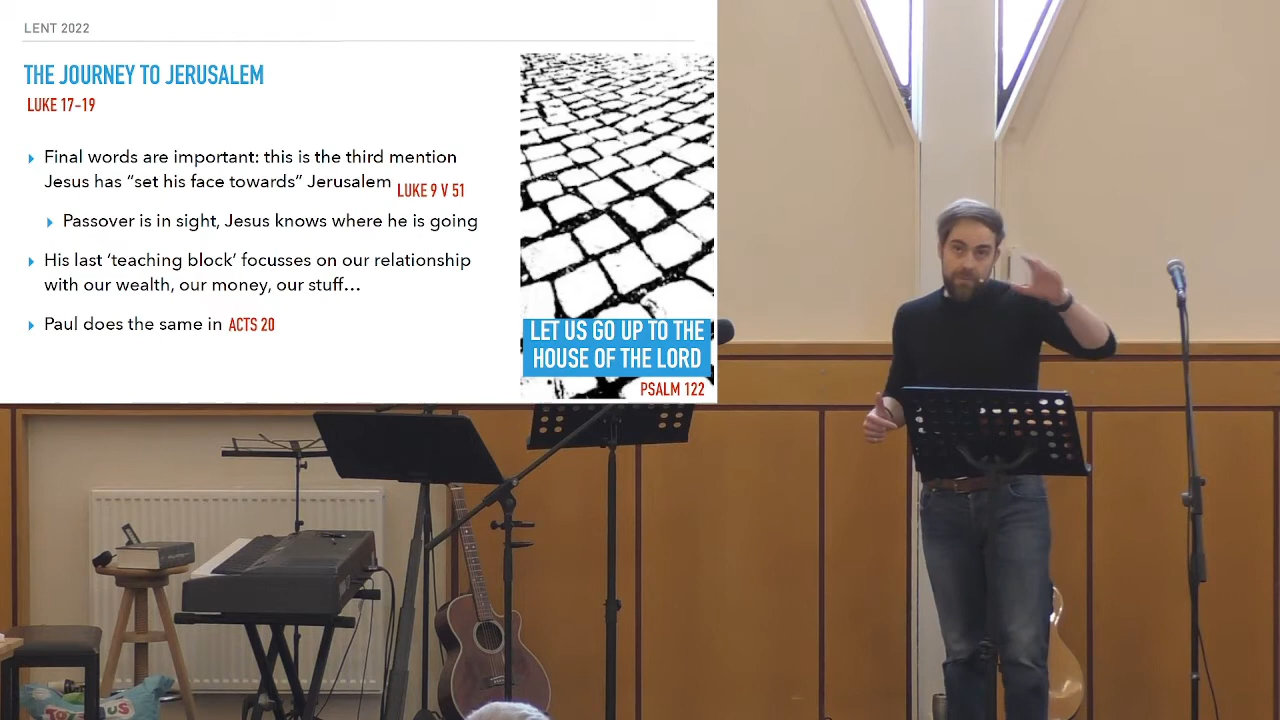 LENT 2022
THE JOURNEY TO JERUSALEM
LUKE 17-19
Final words are important: this is the third mention
Jesus has “set his face towards” Jerusalem LUKE 9 V 51
Passover is in sight, Jesus knows where he is going
His last ‘teaching block’ focuses on our relationship
with our wealth, our money, our stuff…
Paul does the same in ACTS 20
LET US GO UP TO THE
HOUSE OF THE LORD
PSALM 122